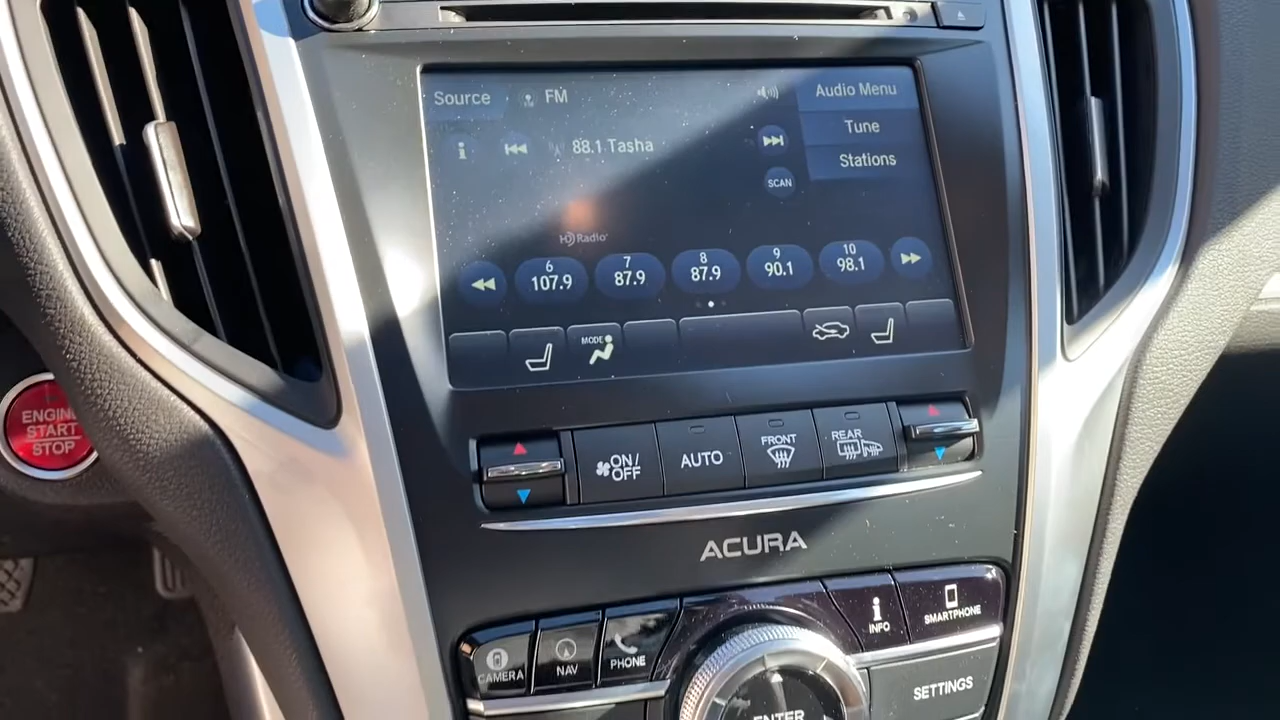 Source FM Audio Menu
88.1 Tasha Tune
Stations
SCAN
HD Radio
6 7 8 9 10
107.9 87.9 87.9 90.1 98.1
MODE
ENGINE
START
STOP
ON/
OFF
AUTO
FRONT
REAR
ACURA
CAMERA
NAV
PHONE
INFO
SMARTPHONE
SETTINGS
ENTER